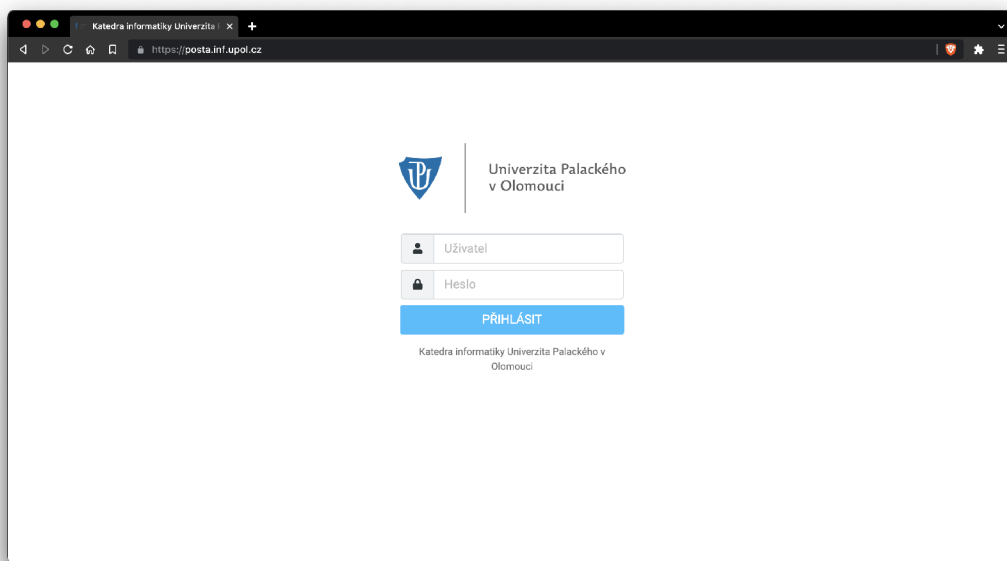 Katedra informatiky Univerzita
https://posta.inf.upol.cz
Univerzita Palackého
v Olomouci
Uživatel
Heslo
PŘIHLÁSIT
Katedra informatiky Univerzita Palackého v
Olomouci